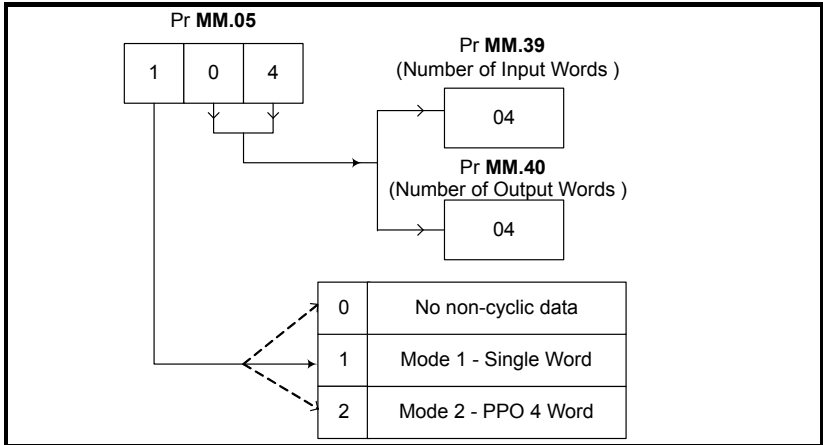 Pr MM.05
1 0 4
Pr MM.39
(Number of Input Words )
04
Pr MM.40
(Number of Output Words )
04
0 No non-cyclic data
1 Mode 1 - Single Word
2 Mode 2 - PPO 4 Word